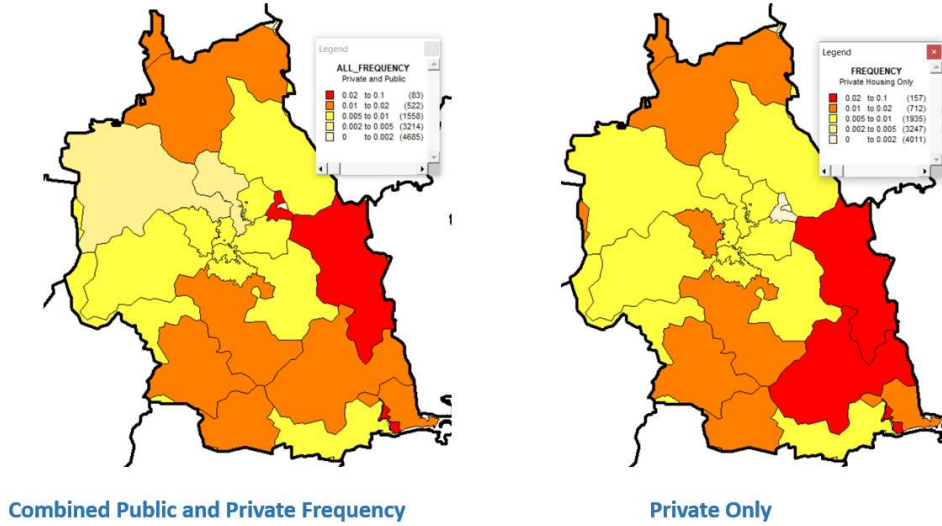 Legend
ALL_FREQUENCY
Private and Public
0.02 to 0.1 (83)
0.01 to 0.02 (522)
0.005 to 0.01 (1558)
0.002 to 0.005 (3214)
0 to 0.002 (4685)
Combined Public and Private Frequency
Legend
FREQUENCY
Private Housing Only
0.02 to 0.1 (157)
0.01 to 0.02 (712)
0.005 to 0.01 (1935)
0.002 to 0.005 (3247)
0 to 0.002 (4011)
Private Only